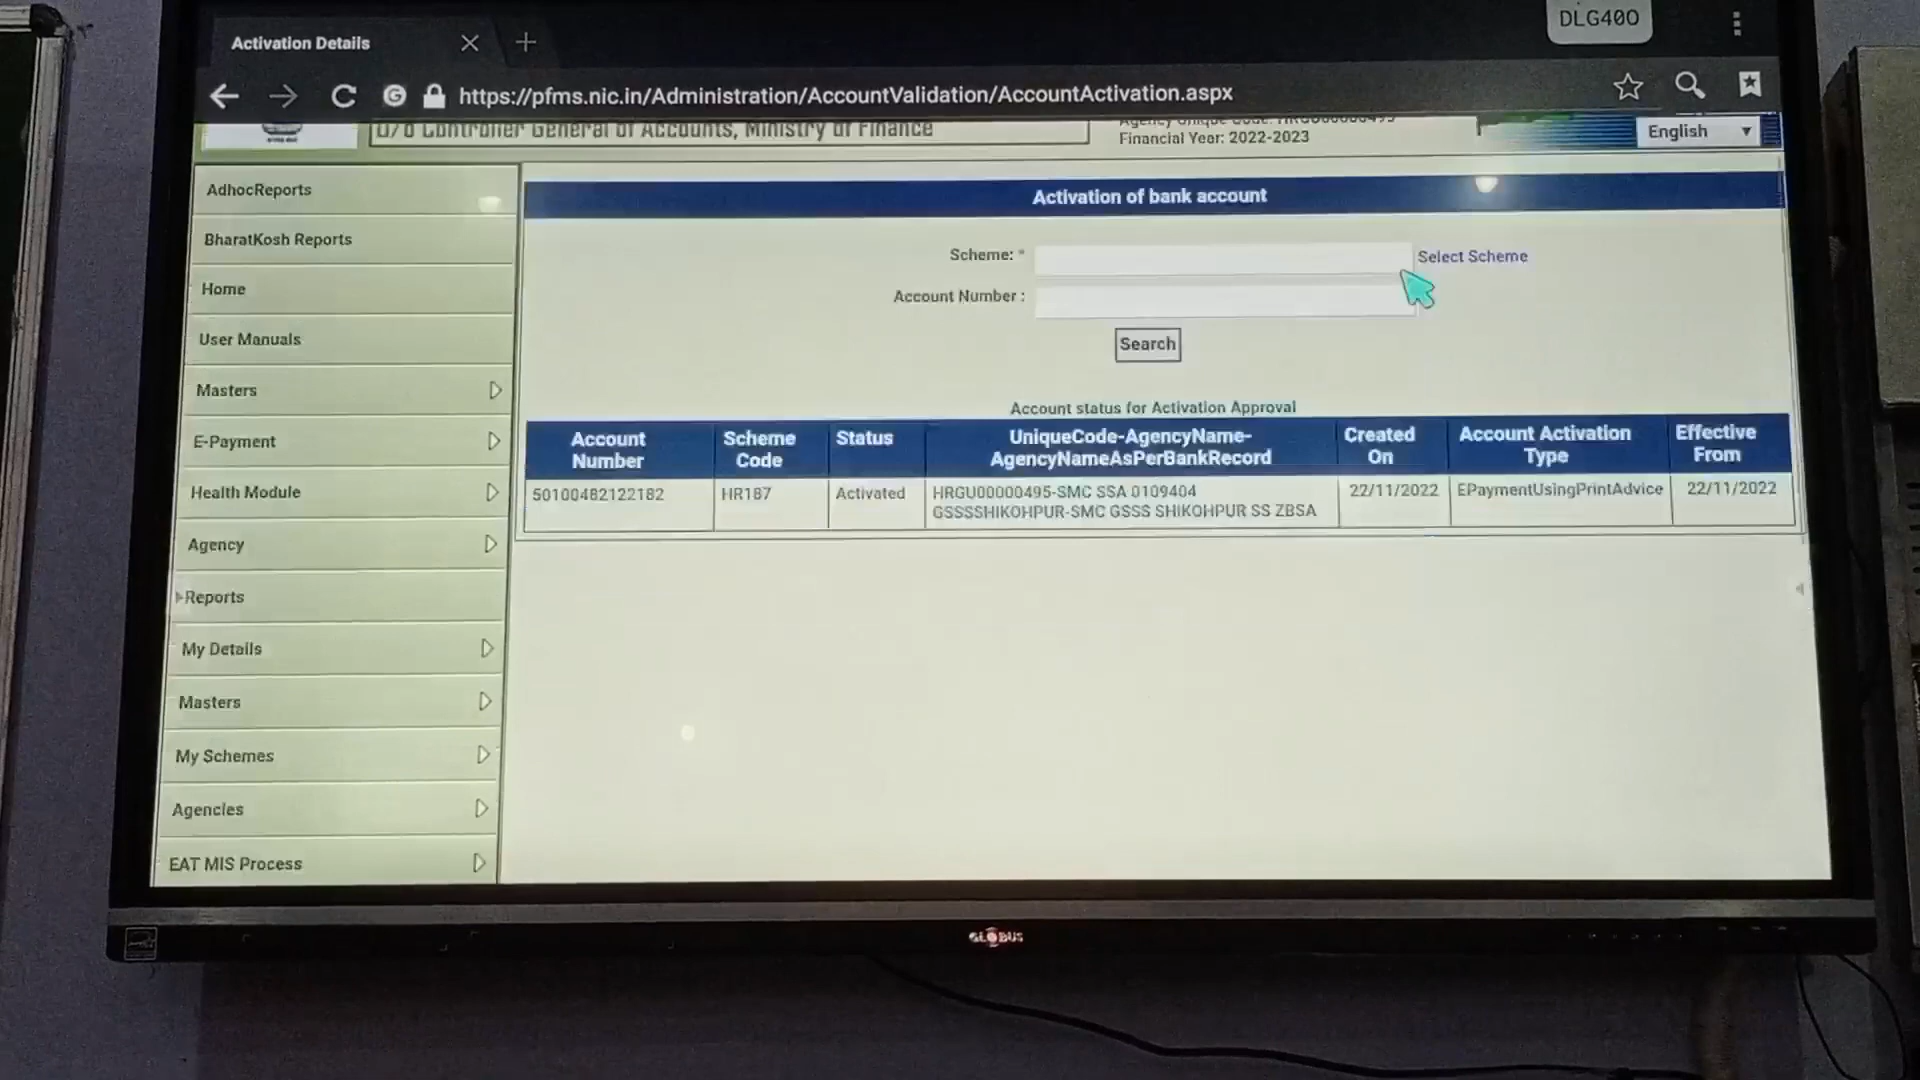 DLG400
Activation Details
https://pfms.nic.in/Administration/AccountValidation/AccountActivation.aspx
O/o Controller General of Accounts, Ministry of Finance
Agency Unique Code: HRGU00000495
Financial Year: 2022-2023
English
AdhocReports
BharatKosh Reports
Home
User Manuals
Masters
E-Payment
Health Module
Agency
Reports
My Details
Masters
My Schemes
Agencies
EAT MIS Process
Activation of bank account
Scheme: *
Select Scheme
Account Number :
Search
Account status for Activation Approval
Account Number
Scheme Code
Status
UniqueCode-AgencyName-
AgencyNameAsPerBankRecord
Created On
Account Activation Type
Effective From
50100482122182
HR187
Activated
HRGU00000495-SMC SSA 0109404
GSSSSHIKOHPUR-SMC GSSS SHIKOHPUR SS ZBSA
22/11/2022
EPaymentUsingPrintAdvice
22/11/2022
GLOBUS